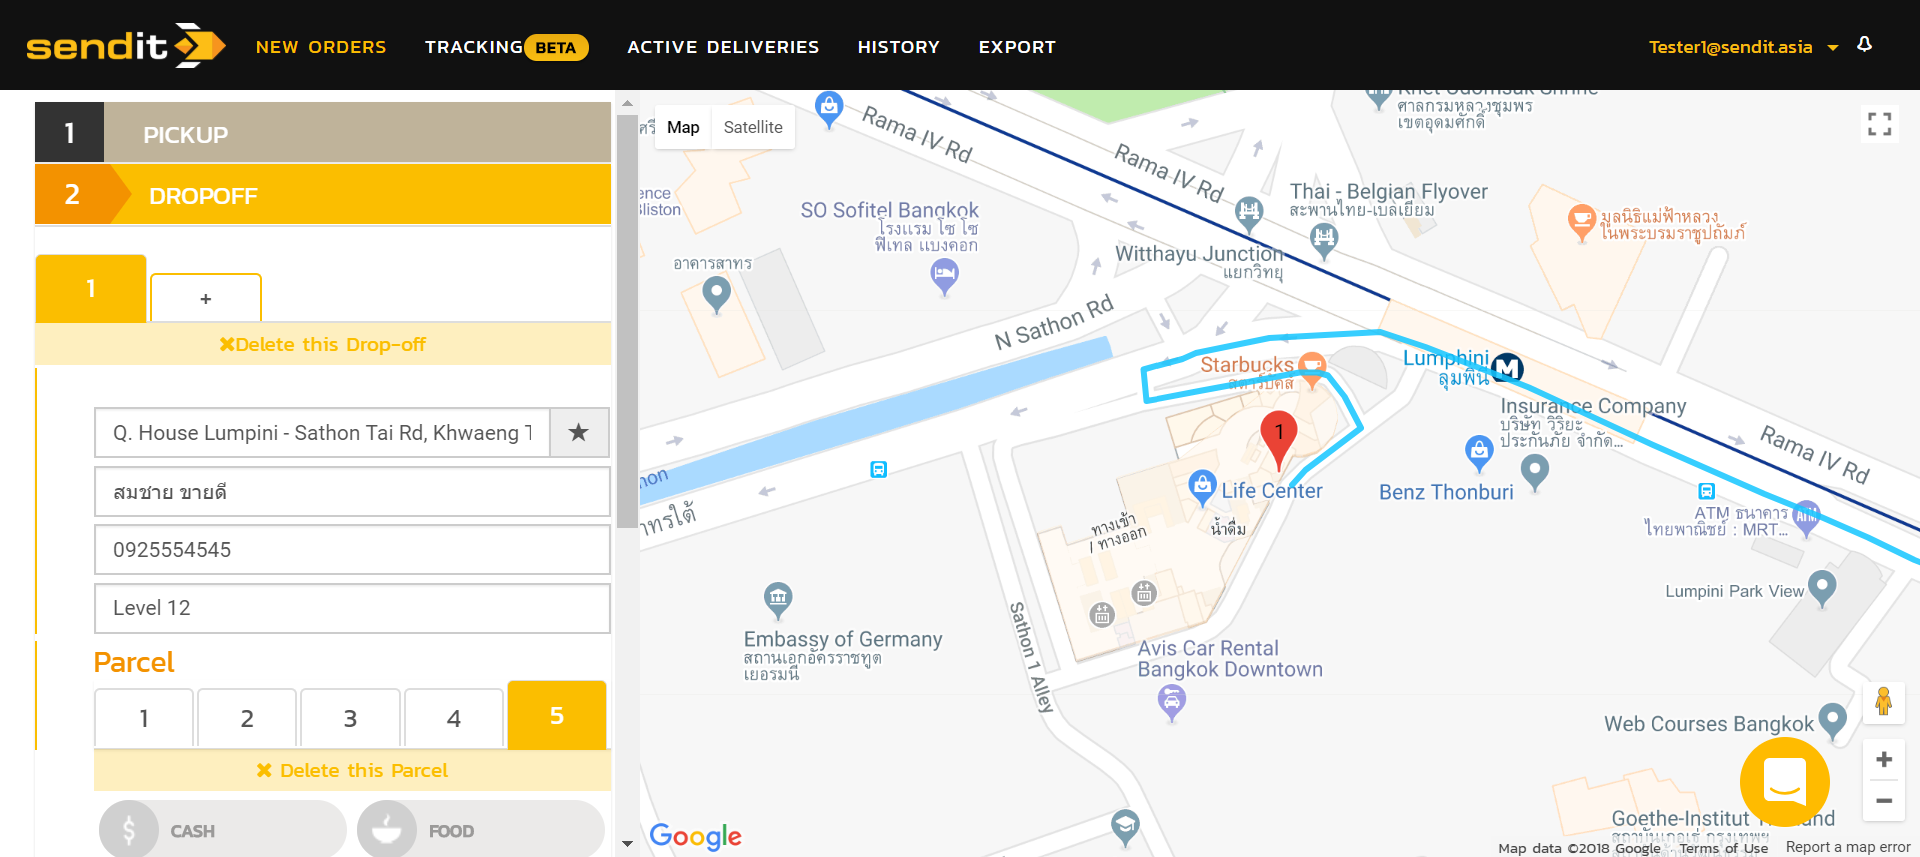 sendit
NEW ORDERS
TRACKING BETA
ACTIVE DELIVERIES
HISTORY
EXPORT
Tester1@sendit.asia
1 PICKUP
2 DROPOFF
1
+
✖Delete this Drop-off
Q. House Lumpini - Sathon Tai Rd, Khwaeng T
สมชาย ขายดี
0925554545
Level 12
Parcel
1 2 3 4 5
✖ Delete this Parcel
CASH
FOOD
Map
Satellite
Rama IV Rd
Rama IV Rd
ศาลกรมหลวงชุมพร
เขตอุดมศักดิ์
Thai - Belgian Flyover
สะพานไทย-เบลเยียม
SO Sofitel Bangkok
โรงแรม โซ โซ
ฟิเทล แบงคอก
มูลนิธิแม่ฟ้าหลวง
ในพระบรมราชูปถัมภ์
Witthayu Junction
แยกวิทยุ
อาคารสาทร
N Sathon Rd
Starbucks
สตาร์บัคส์
Lumphini
ลุมพินี
M
Insurance Company
บริษัท วิริยะ
ประกันภัย จำกัด...
1
Rama IV Rd
Life Center
น้ำดื่ม
Benz Thonburi
ทางเข้า
/ ทางออก
ATM ธนาคาร
ไทยพาณิชย์ : MRT...
ATM
Lumpini Park View
Embassy of Germany
สถานเอกอัครราชทูต
เยอรมนี
Sathon 1 Alley
Avis Car Rental
Bangkok Downtown
Web Courses Bangkok
Goethe-Institut
Google
Map data ©2018 Google
Terms of Use
Report a map error